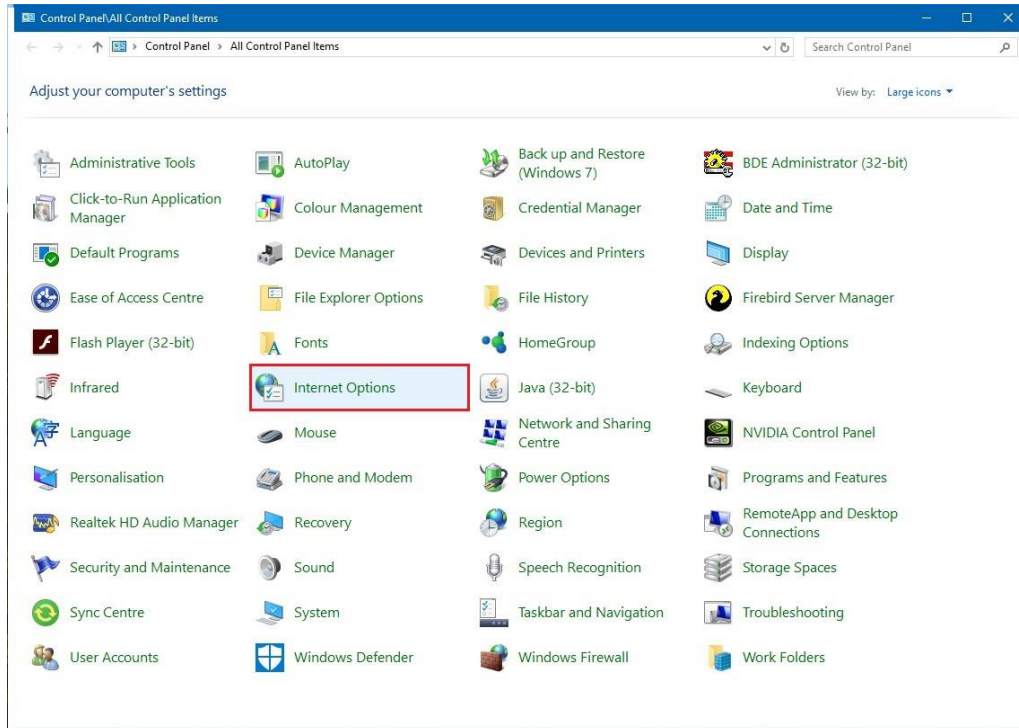 Control Panel\All Control Panel Items
Control Panel > All Control Panel Items
Search Control Panel
Adjust your computer's settings
View by: Large icons
Administrative Tools
AutoPlay
Back up and Restore
(Windows 7)
BDE Administrator (32-bit)
Click-to-Run Application
Manager
Colour Management
Credential Manager
Date and Time
Default Programs
Device Manager
Devices and Printers
Display
Ease of Access Centre
File Explorer Options
File History
Firebird Server Manager
Flash Player (32-bit)
Fonts
HomeGroup
Indexing Options
Infrared
Internet Options
Java (32-bit)
Keyboard
Language
Mouse
Network and Sharing
Centre
NVIDIA Control Panel
Personalisation
Phone and Modem
Power Options
Programs and Features
Realtek HD Audio Manager
Recovery
Region
RemoteApp and Desktop
Connections
Security and Maintenance
Sound
Speech Recognition
Storage Spaces
Sync Centre
System
Taskbar and Navigation
Troubleshooting
User Accounts
Windows Defender
Windows Firewall
Work Folders